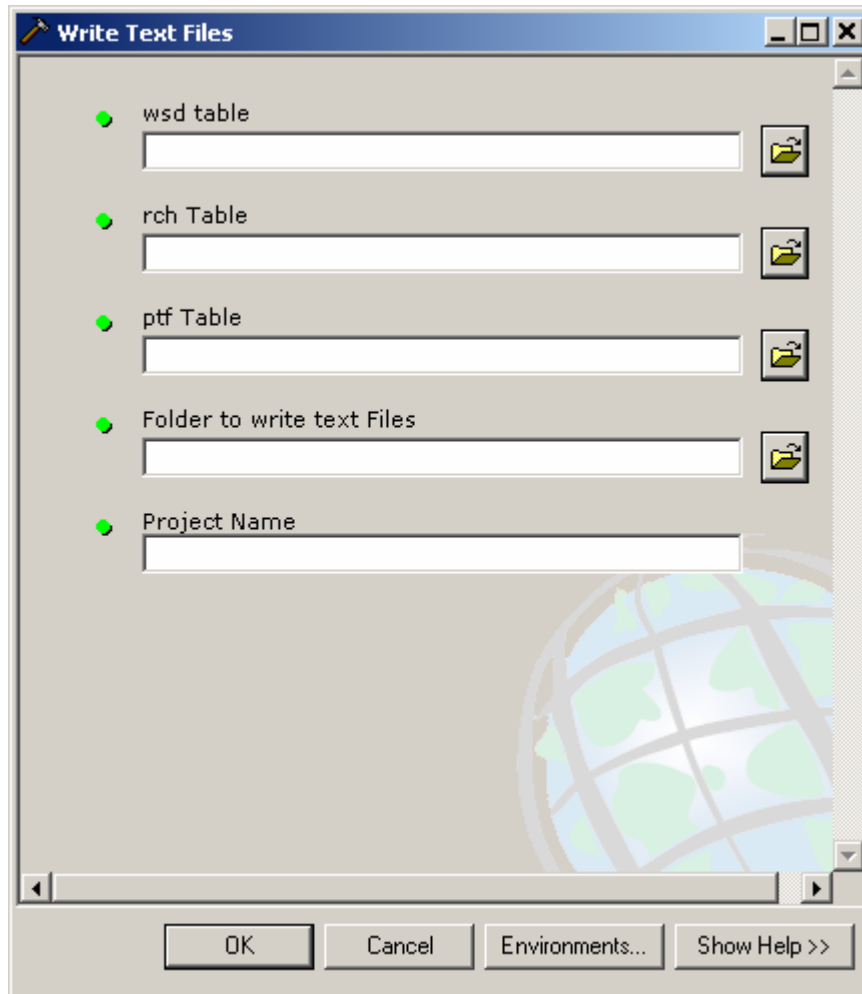 Write Text Files
wsd table
rch Table
ptf Table
Folder to write text Files
Project Name
OK Cancel Environments... Show Help >>